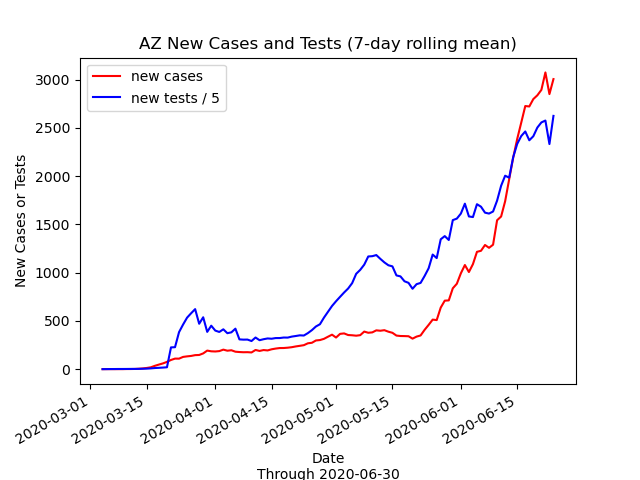 AZ New Cases and Tests (7-day rolling mean)
new cases
new tests / 5
New Cases or Tests
3000
2500
2000
1500
1000
500
0
2020-03-01
2020-03-15
2020-04-01
2020-04-15
2020-05-01
2020-05-15
2020-06-01
2020-06-15
Date
Through 2020-06-30